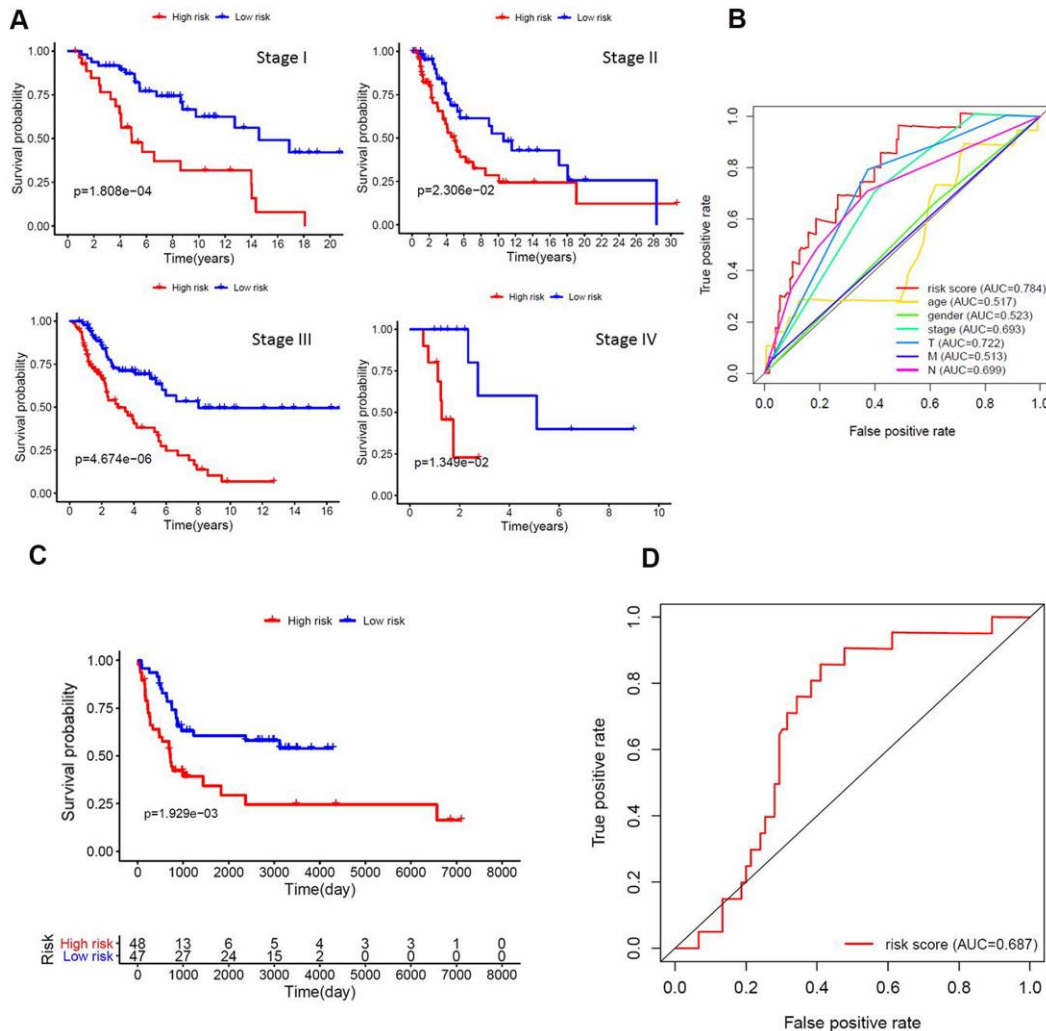 A
High risk Low risk
Stage I
Survival probability
1.00
0.75
0.50
0.25
0.00
p=1.808e−04
0 2 4 6 8 10 12 14 16 18 20
Time(years)
High risk Low risk
Stage II
Survival probability
1.00
0.75
0.50
0.25
0.00
p=2.306e−02
0 2 4 6 8 10 12 14 16 18 20 22 24 26 28 30
Time(years)
High risk Low risk
Stage III
Survival probability
1.00
0.75
0.50
0.25
0.00
p=4.674e−06
0 2 4 6 8 10 12 14 16
Time(years)
High risk Low risk
Stage IV
Survival probability
1.00
0.75
0.50
0.25
0.00
p=1.349e−02
0 2 4 6 8 10
Time(years)
B
True positive rate
1.0
0.8
0.6
0.4
0.2
0.0
risk score (AUC=0.784)
age (AUC=0.517)
gender (AUC=0.523)
stage (AUC=0.693)
T (AUC=0.722)
M (AUC=0.513)
N (AUC=0.699)
0.0 0.2 0.4 0.6 0.8 1.0
False positive rate
C
High risk Low risk
Survival probability
1.00
0.75
0.50
0.25
0.00
p=1.929e−03
0 1000 2000 3000 4000 5000 6000 7000 8000
Time(day)
Risk
High risk 48 13 6 5 4 3 3 1 0
Low risk 47 27 24 15 2 0 0 0 0
0 1000 2000 3000 4000 5000 6000 7000 8000
Time(day)
D
True positive rate
1.0
0.8
0.6
0.4
0.2
0.0
risk score (AUC=0.687)
0.0 0.2 0.4 0.6 0.8 1.0
False positive rate